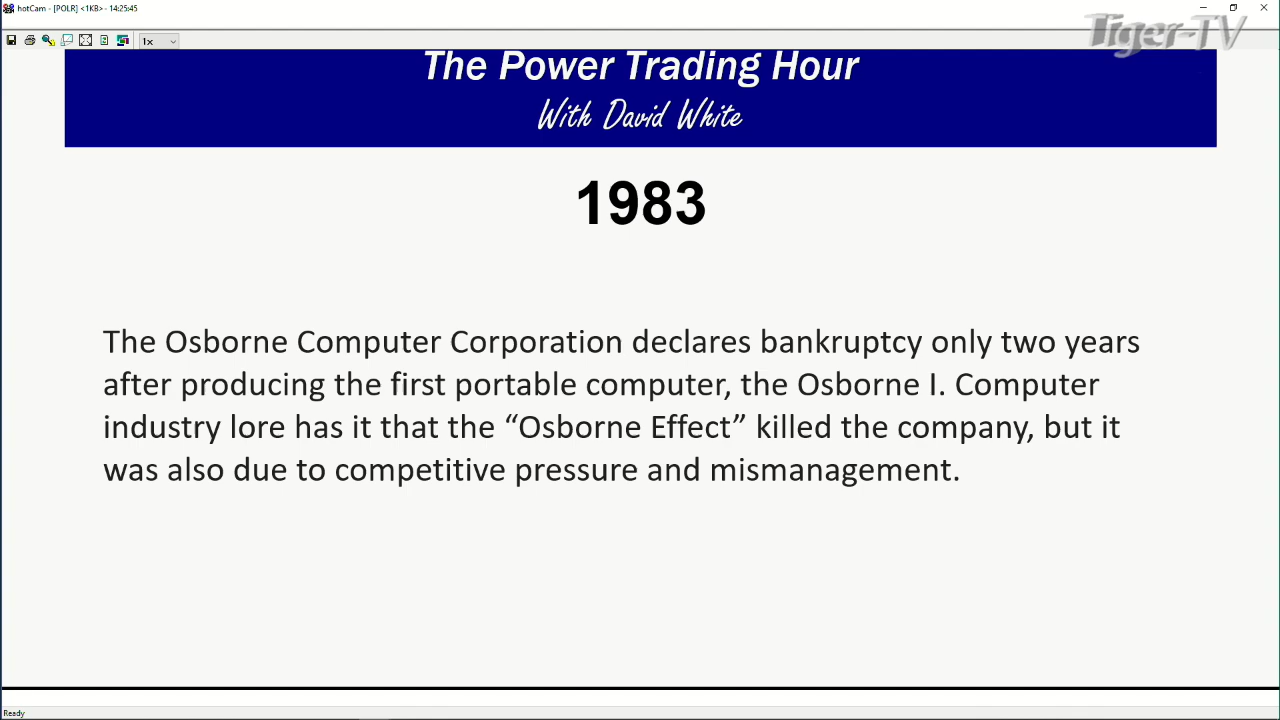 hotCam - [POLR] <1KB> - 14:25:45
Tiger-TV
1x
The Power Trading Hour
With David White
1983
The Osborne Computer Corporation declares bankruptcy only two years
after producing the first portable computer, the Osborne I. Computer
industry lore has it that the “Osborne Effect” killed the company, but it
was also due to competitive pressure and mismanagement.
Ready